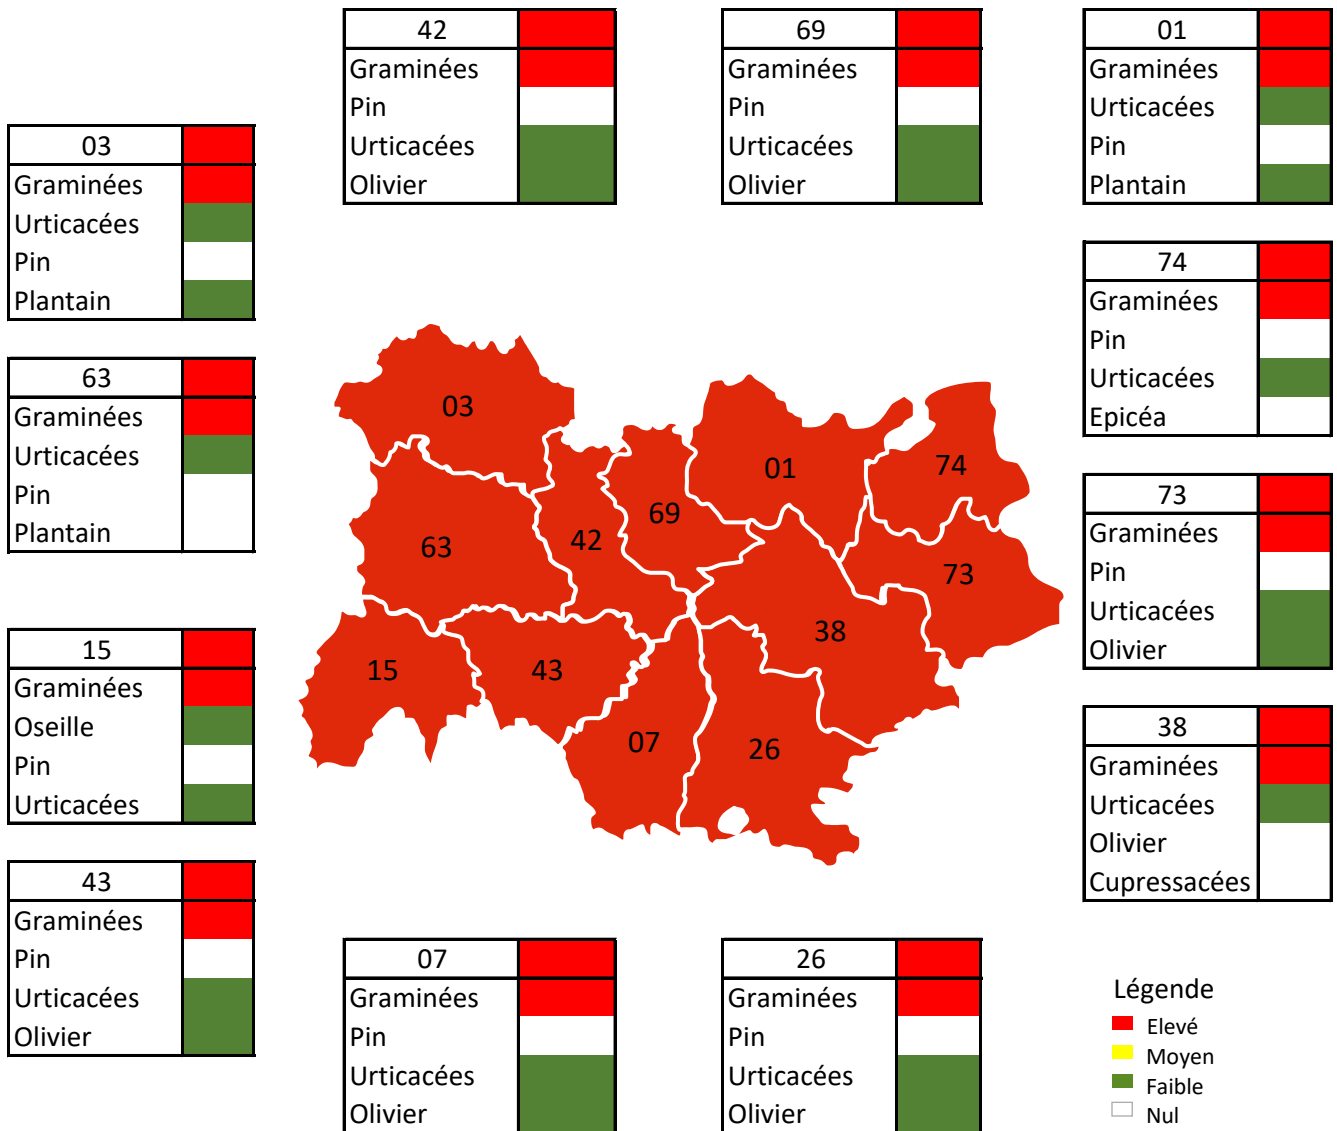 42
Graminées
Pin
Urticacées
Olivier
69
Graminées
Pin
Urticacées
Olivier
01
Graminées
Urticacées
Pin
Plantain
03
Graminées
Urticacées
Pin
Plantain
74
Graminées
Pin
Urticacées
Epicéa
63
Graminées
Urticacées
Pin
Plantain
73
Graminées
Pin
Urticacées
Olivier
15
Graminées
Oseille
Pin
Urticacées
38
Graminées
Urticacées
Olivier
Cupressacées
43
Graminées
Pin
Urticacées
Olivier
07
Graminées
Pin
Urticacées
Olivier
26
Graminées
Pin
Urticacées
Olivier
03
01
74
69
42
63
73
38
15
43
07
26
Légende
Elevé
Moyen
Faible
Nul